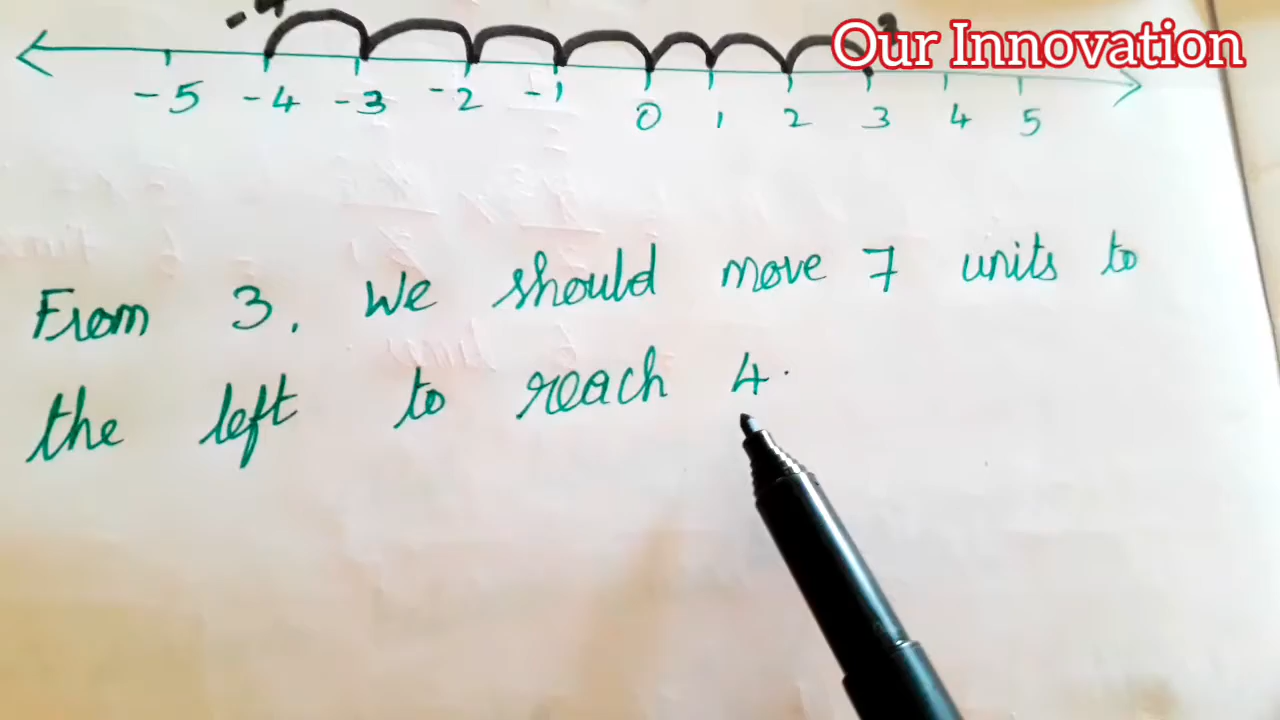 -4
Our Innovation
-5 -4 -3 -2 -1 0 1 2 3 4 5
From 3, We should move 7 units to
the left to reach 4.